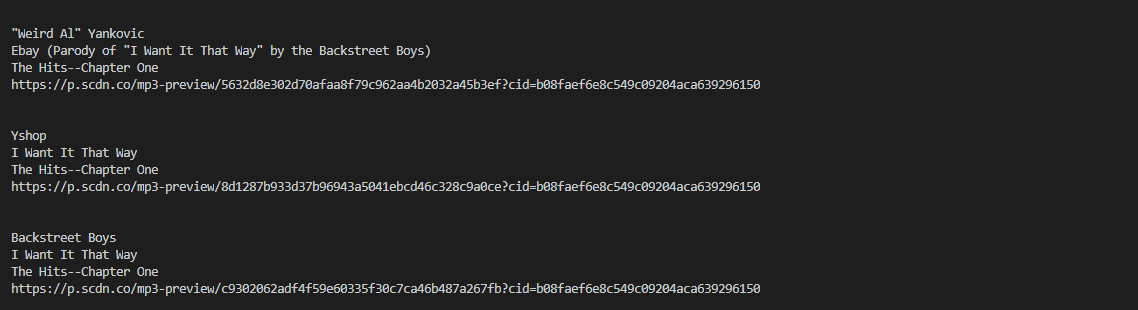 "Weird Al" Yankovic
Ebay (Parody of "I Want It That Way" by the Backstreet Boys)
The Hits--Chapter One
https://p.scdn.co/mp3-preview/5632d8e302d70afaa8f79c962aa4b2032a45b3ef?cid=b08faef6e8c549c09204aca639296150
Yshop
I Want It That Way
The Hits--Chapter One
https://p.scdn.co/mp3-preview/8d1287b933d37b96943a5041ebcd46c328c9a0ce?cid=b08faef6e8c549c09204aca639296150
Backstreet Boys
I Want It That Way
The Hits--Chapter One
https://p.scdn.co/mp3-preview/c9302062adf4f59e60335f30c7ca46b487a267fb?cid=b08faef6e8c549c09204aca639296150